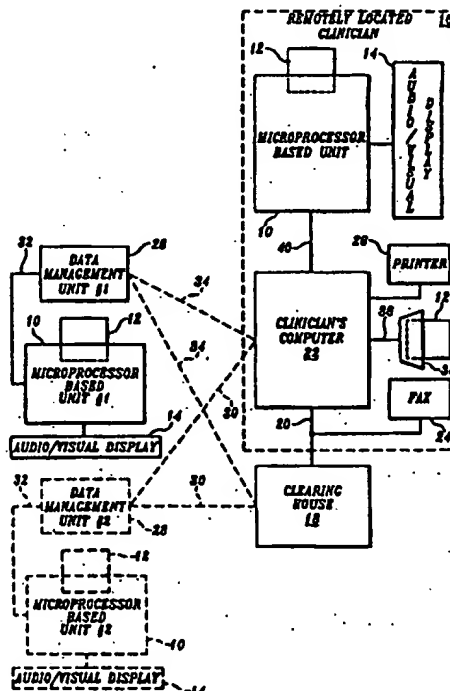 REMOTELY LOCATED
CLINICIAN
12
14
MICROPROCESSOR
BASED UNIT
AUDIO/VISUAL
DISPLAY
10
40
32
DATA
MANAGEMENT
UNIT #1
34
PRINTER
10
12
MICROPROCESSOR
BASED
UNIT #1
34
30
CLINICIAN'S
COMPUTER
22
38
12
FAX
14
AUDIO/VISUAL DISPLAY
20
24
32
DATA
MANAGEMENT
UNIT #2
30
28
CLEARING
HOUSE
18
12
MICROPROCESSOR
BASED
UNIT #2
10
AUDIO/VISUAL DISPLAY
14